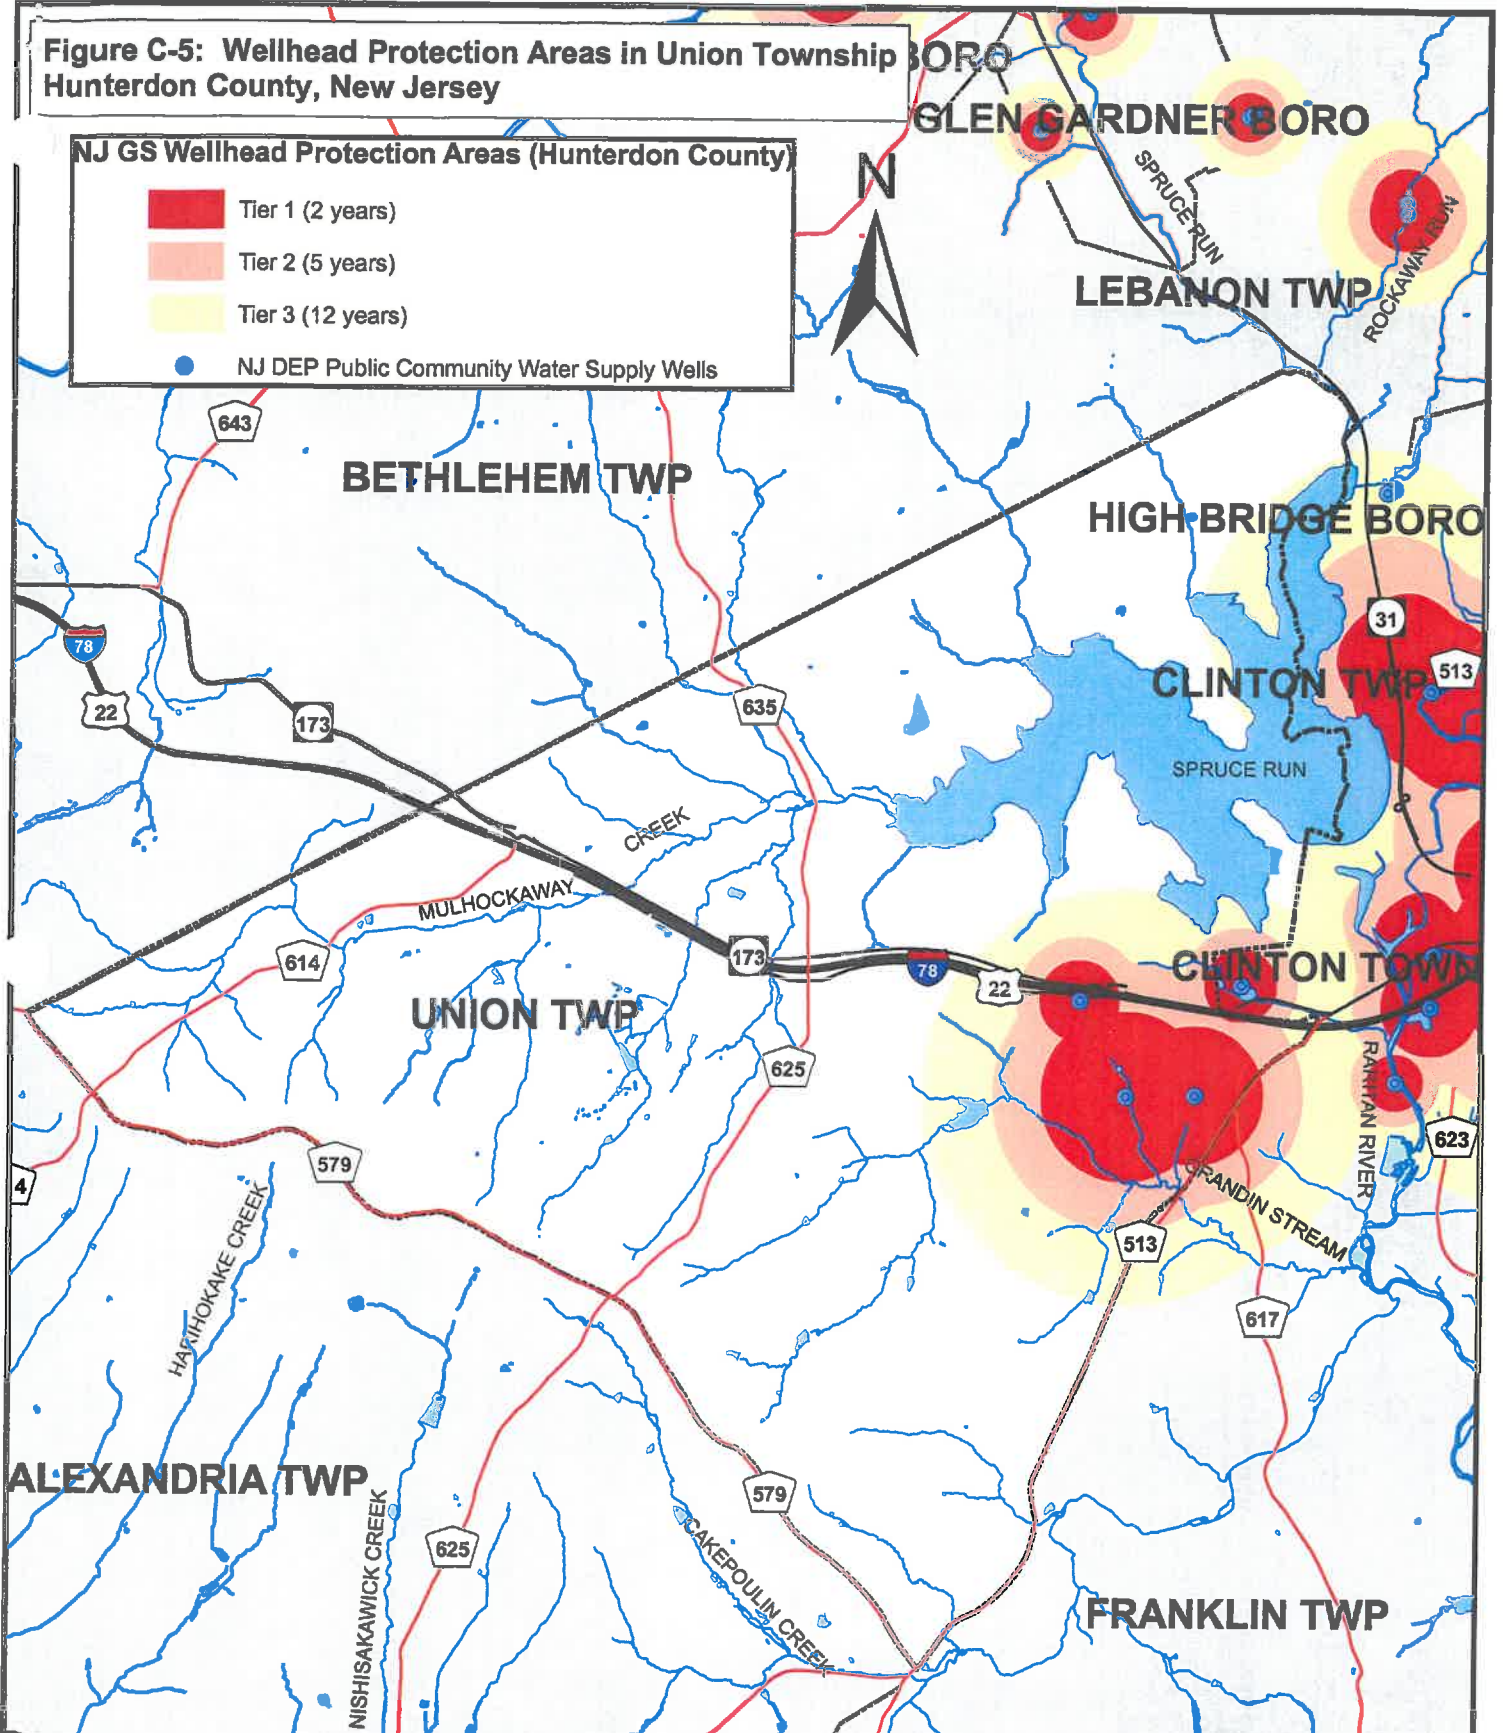 Figure C-5: Wellhead Protection Areas in Union Township
Hunterdon County, New Jersey
BORO
GLEN GARDNER BORO
NJ GS Wellhead Protection Areas (Hunterdon County)
Tier 1 (2 years)
Tier 2 (5 years)
Tier 3 (12 years)
NJ DEP Public Community Water Supply Wells
N
SPRUCE RUN
ROCKAWAY RUN
LEBANON TWP
643
BETHLEHEM TWP
HIGH BRIDGE BORO
31
78
22
173
635
CLINTON TWP
513
SPRUCE RUN
CREEK
MULHOCKAWAY
614
173
78
22
CLINTON TOWN
UNION TWP
625
RARITAN RIVER
623
579
4
GRANDIN STREAM
513
HARIHOKAKE CREEK
617
ALEXANDRIA TWP
579
625
NISHISAKAWICK CREEK
CAKEPOULIN CREEK
FRANKLIN TWP